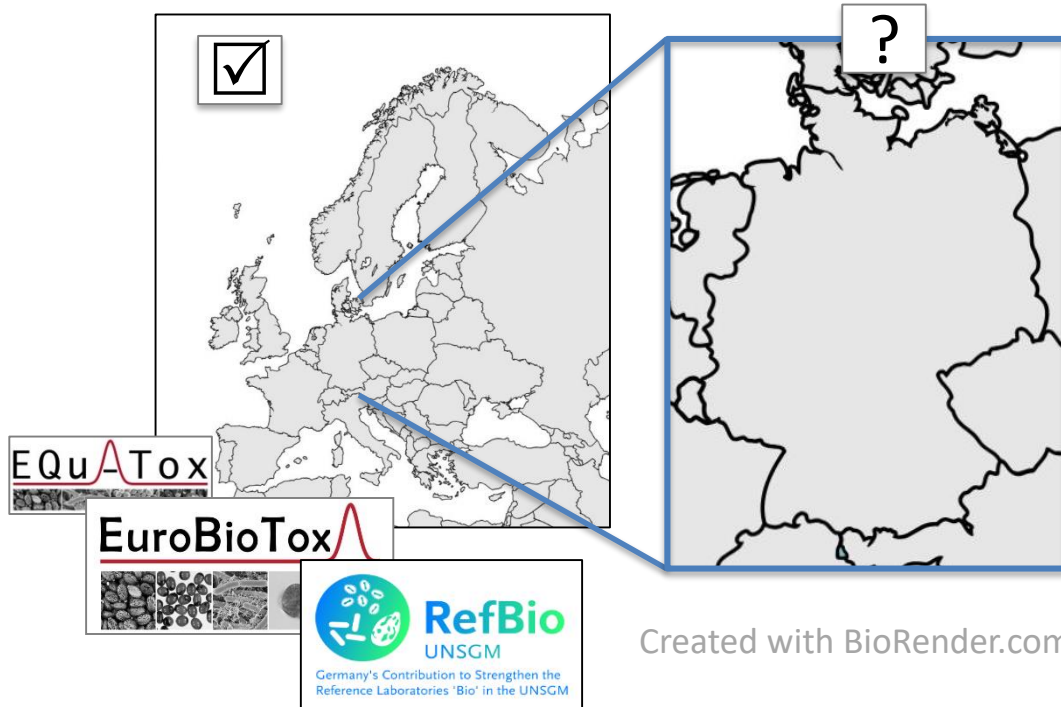 ?
EQuATox
EuroBioTox
RefBio
UNSGM
Germany's Contribution to Strengthen the
Reference Laboratories 'Bio' in the UNSGM
Created with BioRender.com